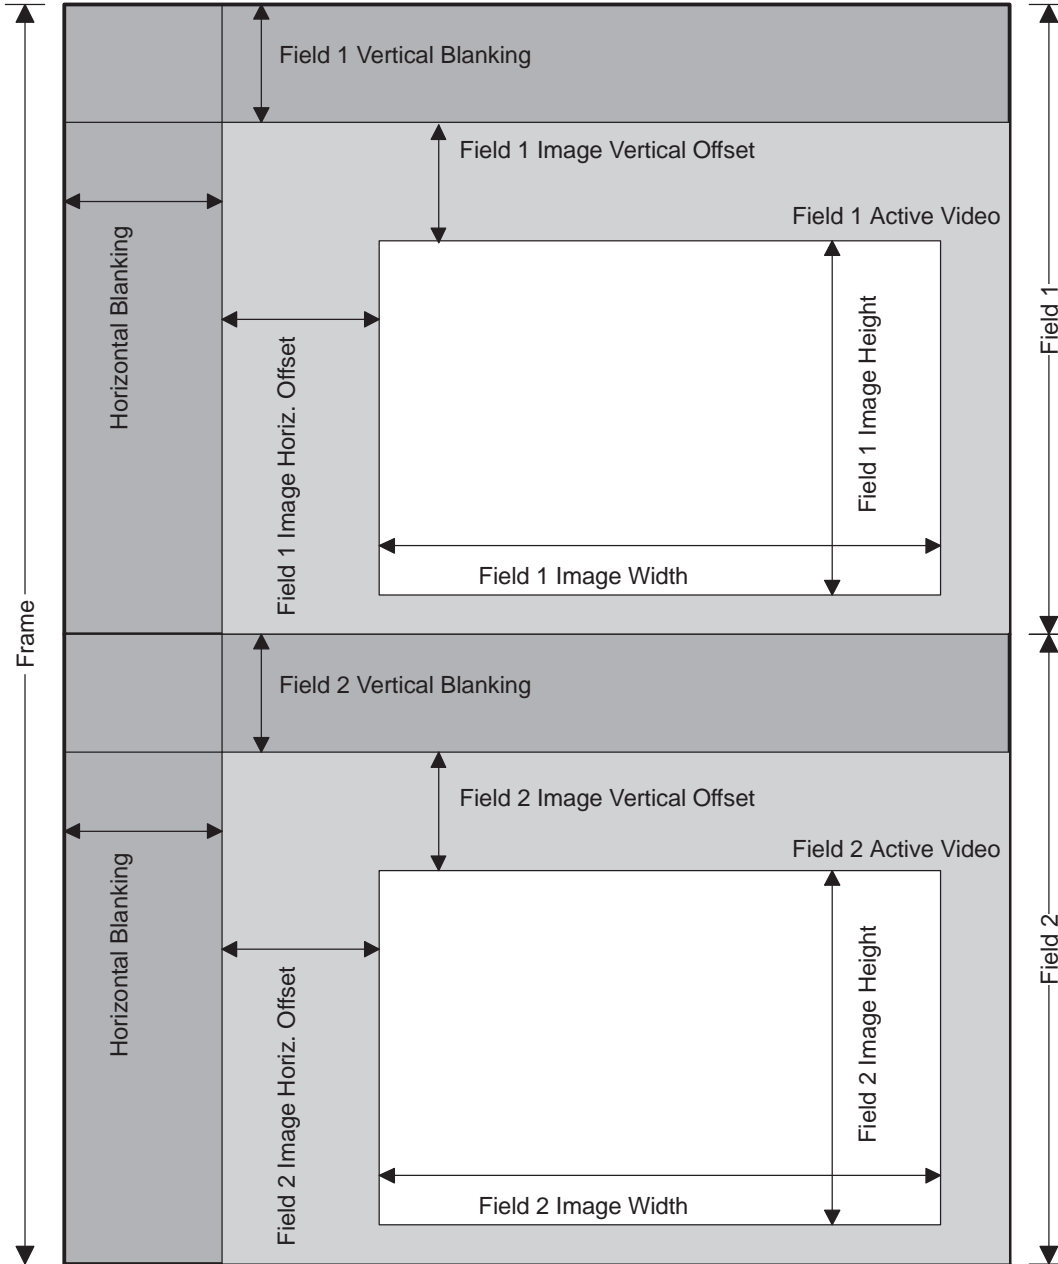 Field 1 Vertical Blanking
Field 1 Image Vertical Offset
Field 1 Active Video
Horizontal Blanking
Field 1 Image Horiz. Offset
Field 1 Image Height
Field 1 Image Width
Field 1
Frame
Field 2 Vertical Blanking
Field 2 Image Vertical Offset
Field 2 Active Video
Horizontal Blanking
Field 2 Image Horiz. Offset
Field 2 Image Height
Field 2 Image Width
Field 2